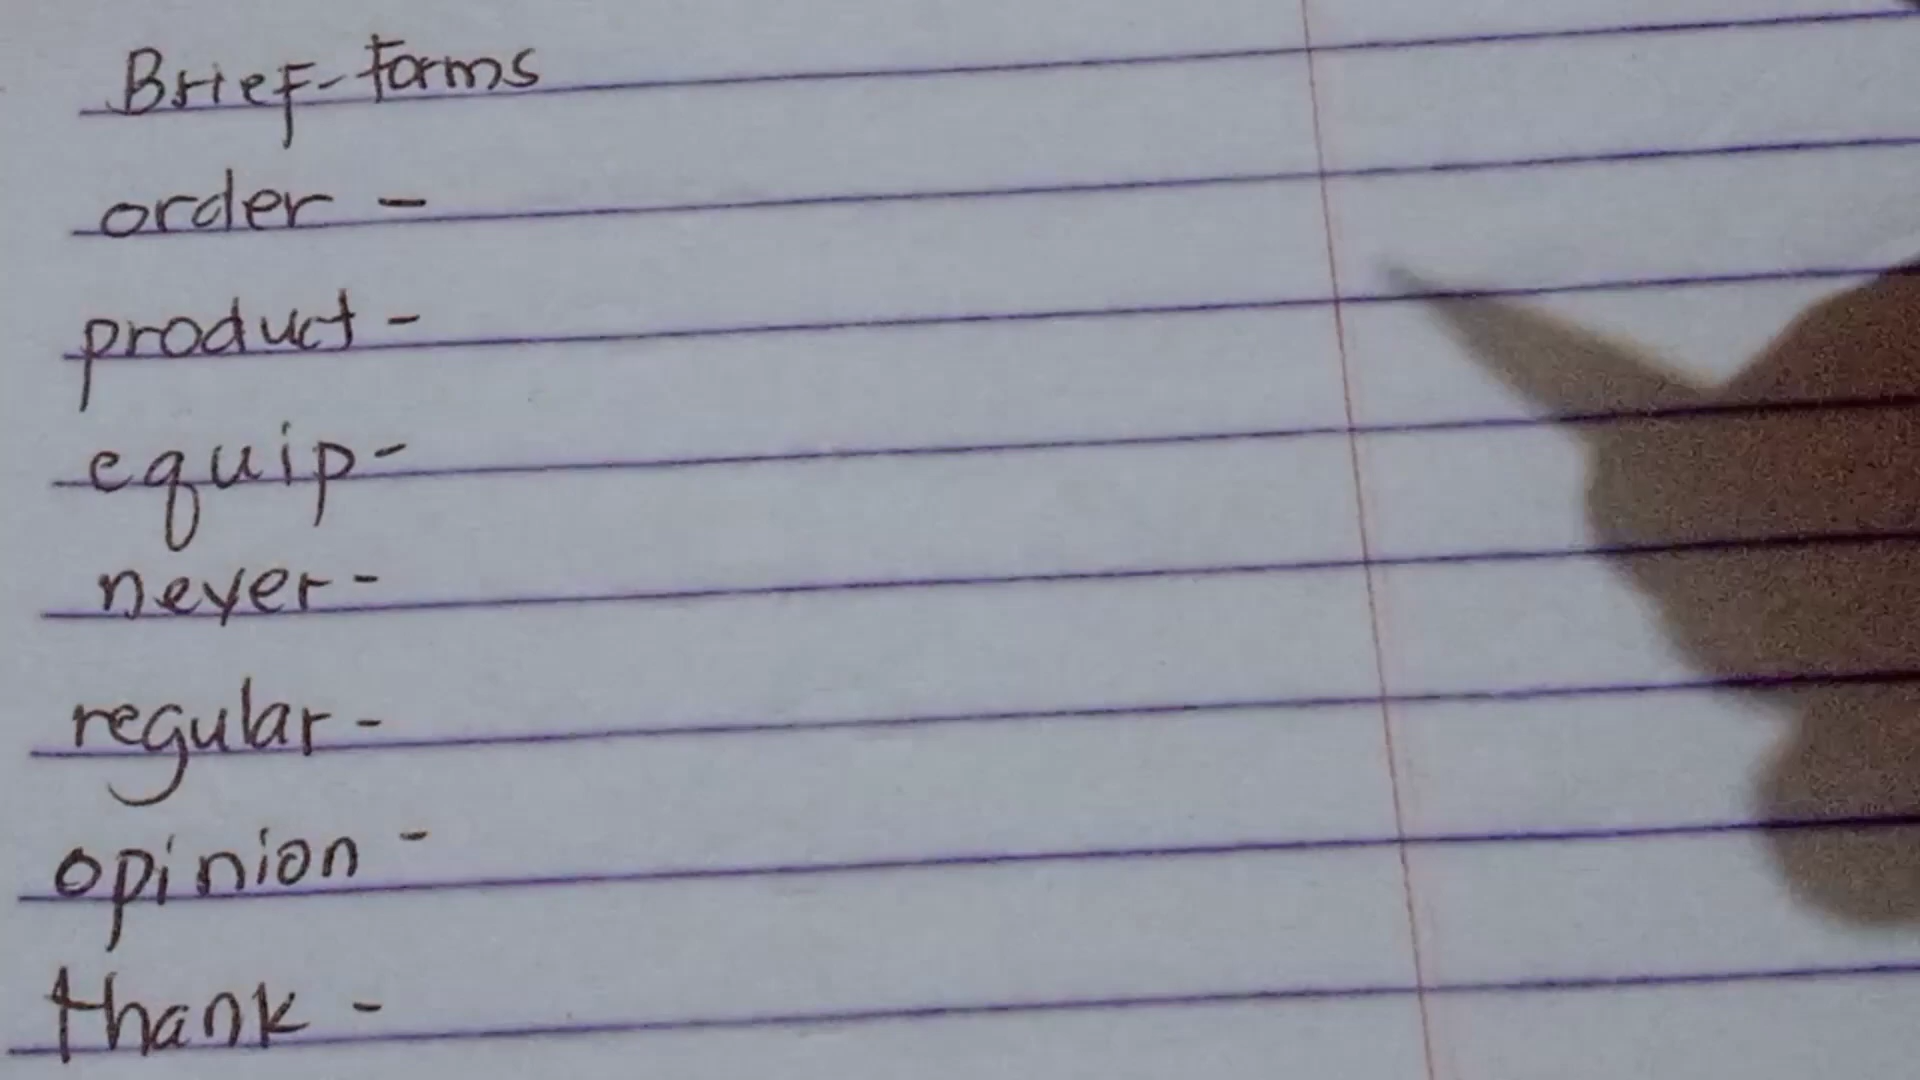 Brief-Forms
order -
product -
equip -
never -
regular -
opinion -
thank -